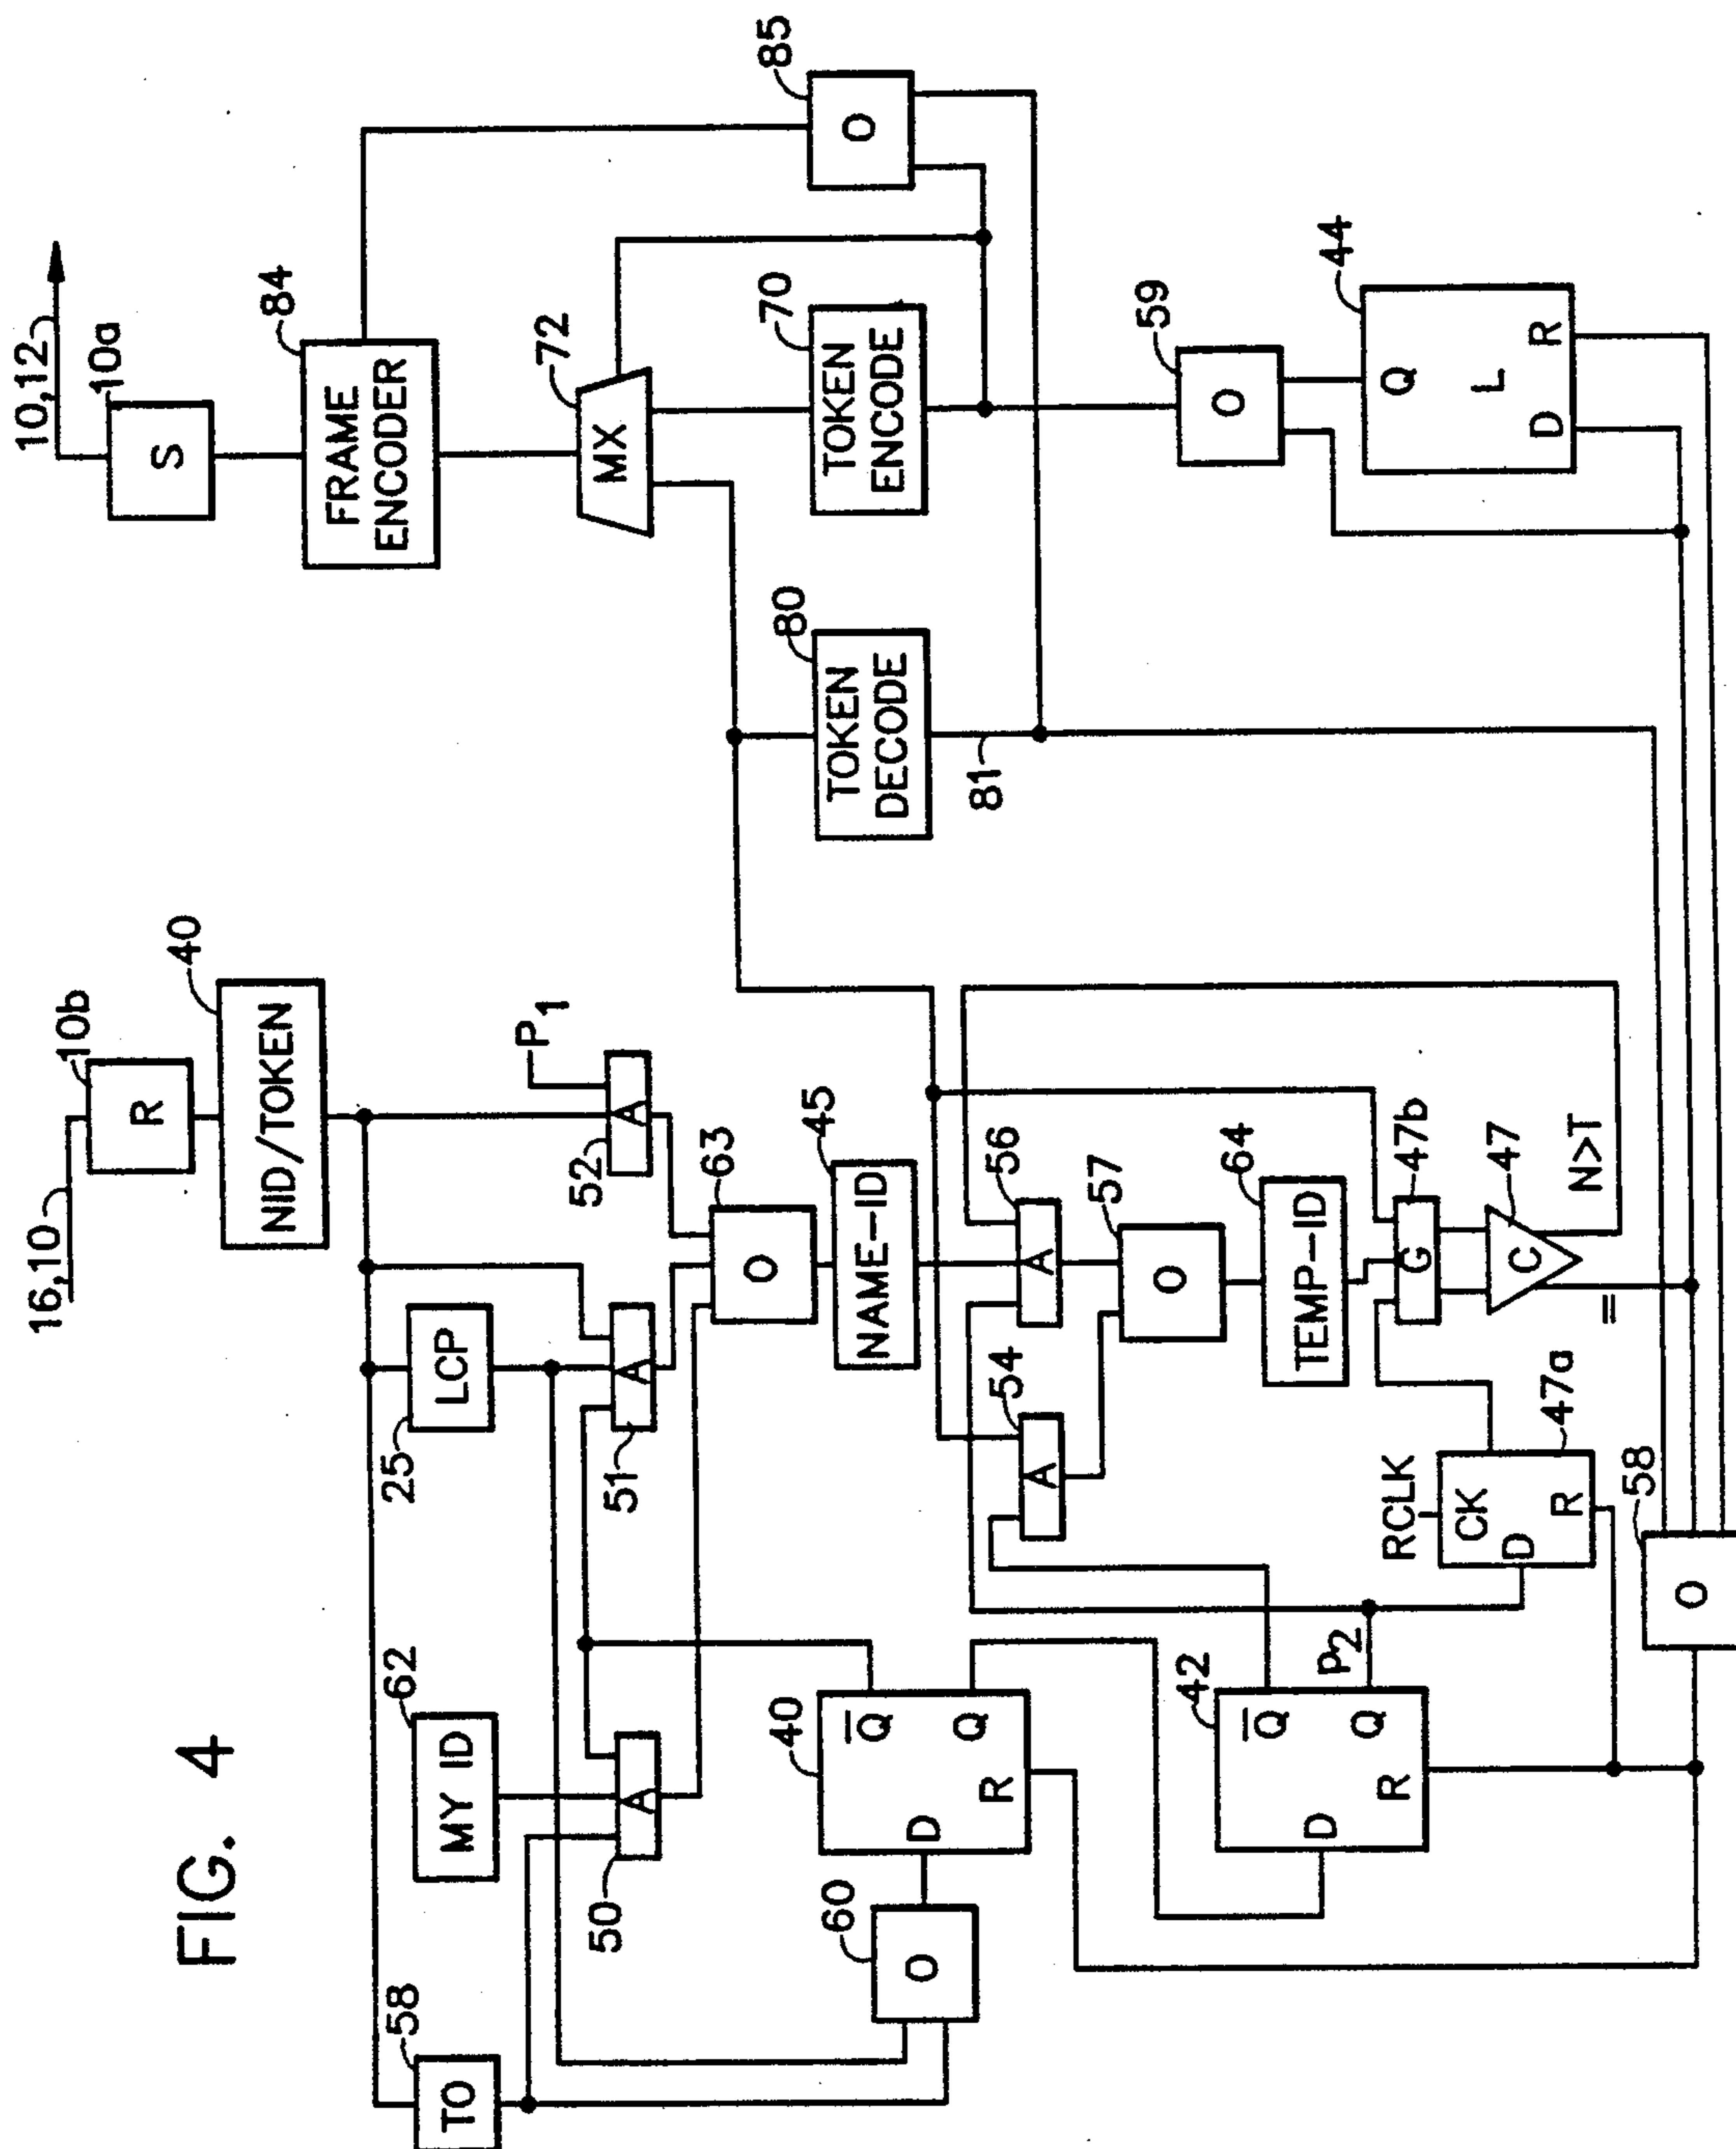 FIG. 4
16,10
10b
R
40
NID/TOKEN
10,12
10a
S
84
FRAME
ENCODER
85
O
72
MX
70
TOKEN
ENCODE
80
TOKEN
DECODE
81
59
O
44
Q
L
D
R
58
TO
62
MY ID
25
LCP
P1
50
A
51
A
52
A
63
O
45
NAME-ID
60
O
40
Q
Q
D
R
54
A
56
A
57
O
64
TEMP-ID
47b
G
47
C
N>T
=
42
Q
Q
P2
D
R
RCLK
CK
D
R
47a
58
O